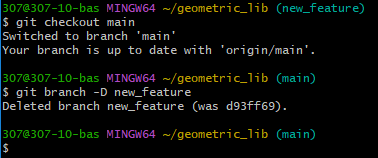 307@307-10-bas MINGW64 ~/geometric_lib (new_feature)
$ git checkout main
Switched to branch 'main'
Your branch is up to date with 'origin/main'.
307@307-10-bas MINGW64 ~/geometric_lib (main)
$ git branch -D new_feature
Deleted branch new_feature (was d93ff69).
307@307-10-bas MINGW64 ~/geometric_lib (main)
$